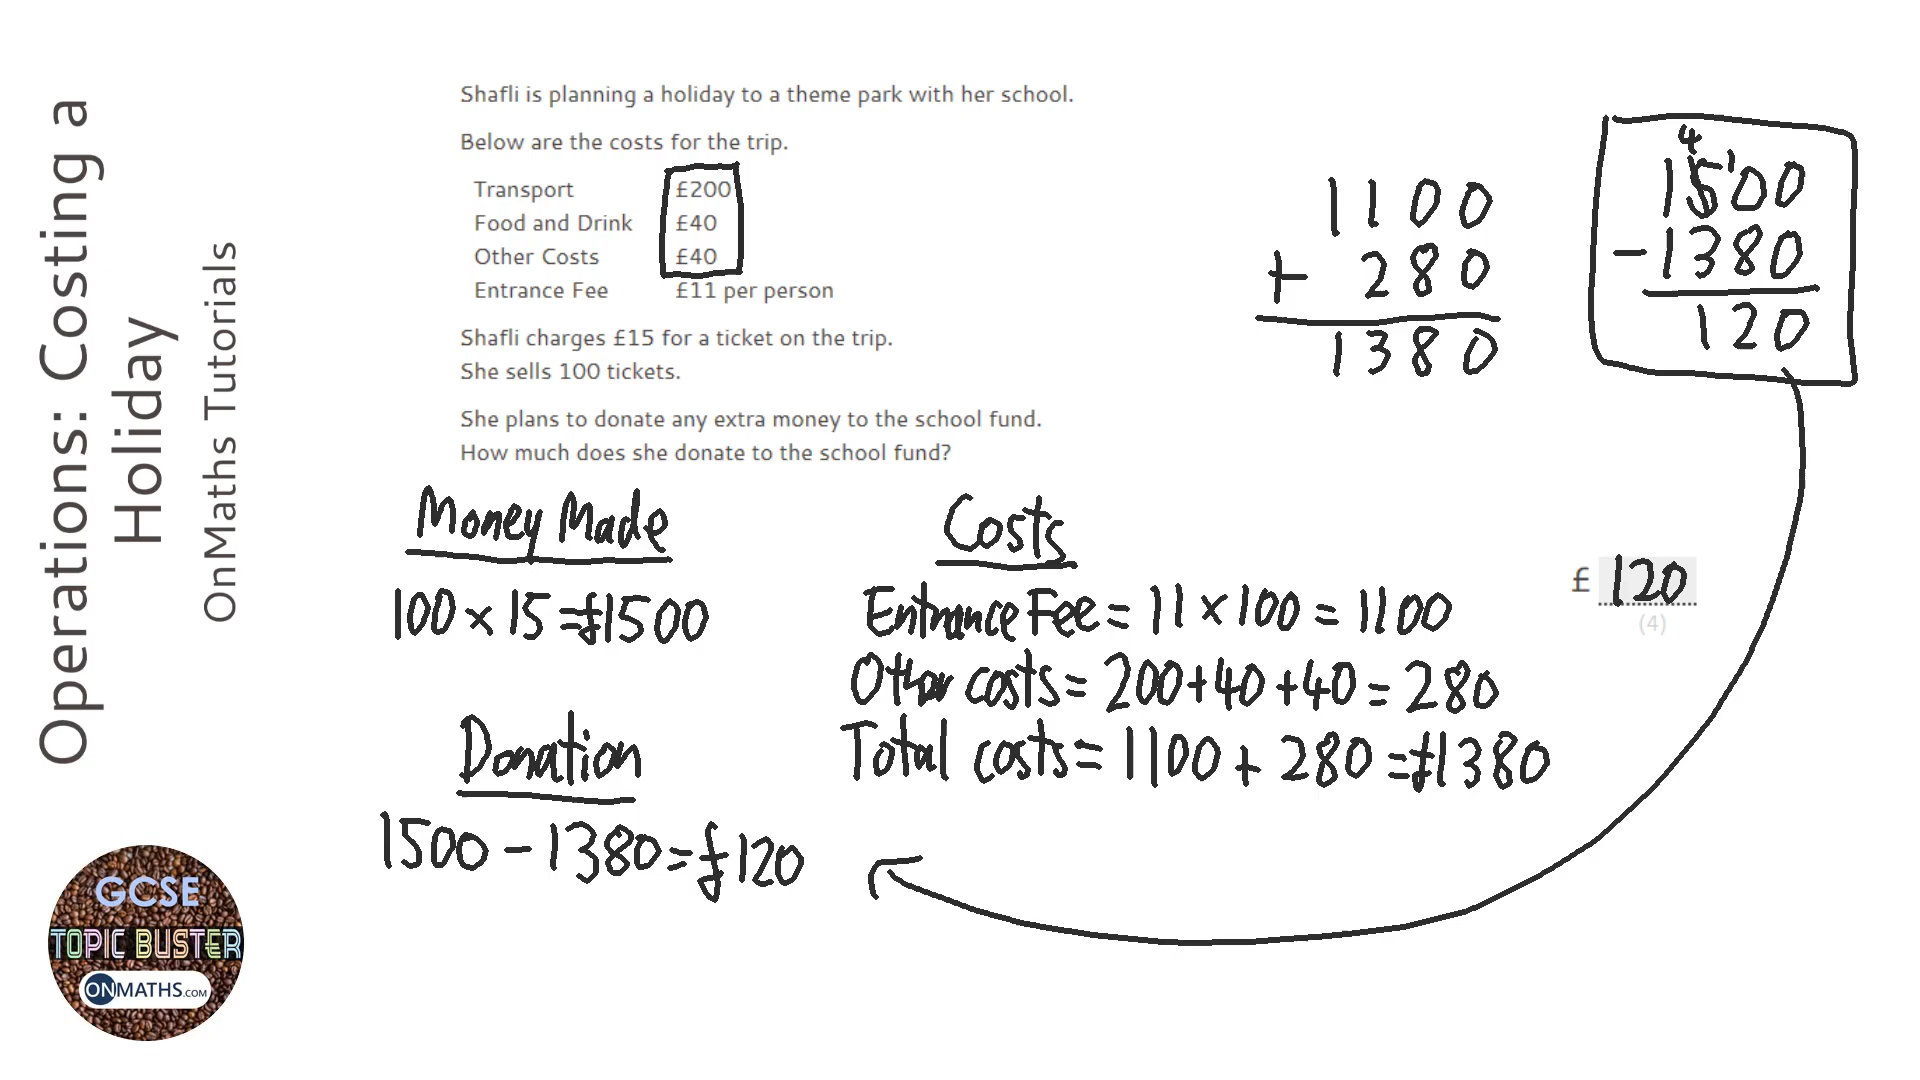 Operations: Costing a
Holiday
OnMaths Tutorials
Shafli is planning a holiday to a theme park with her school.
Below are the costs for the trip.
Transport £200
Food and Drink £40
Other Costs £40
Entrance Fee £11 per person
Shafli charges £15 for a ticket on the trip.
She sells 100 tickets.
She plans to donate any extra money to the school fund.
How much does she donate to the school fund?
1100
+ 280
1380
4 1
1500
-1380
120
Money Made
100 × 15 = £1500
Donation
1500 - 1380 = £120
Costs
Entrance Fee = 11 × 100 = 1100
Other costs = 200 + 40 + 40 = 280
Total costs = 1100 + 280 = £1380
£ 120
(4)
GCSE
TOPIC BUSTER
ONMATHS.COM